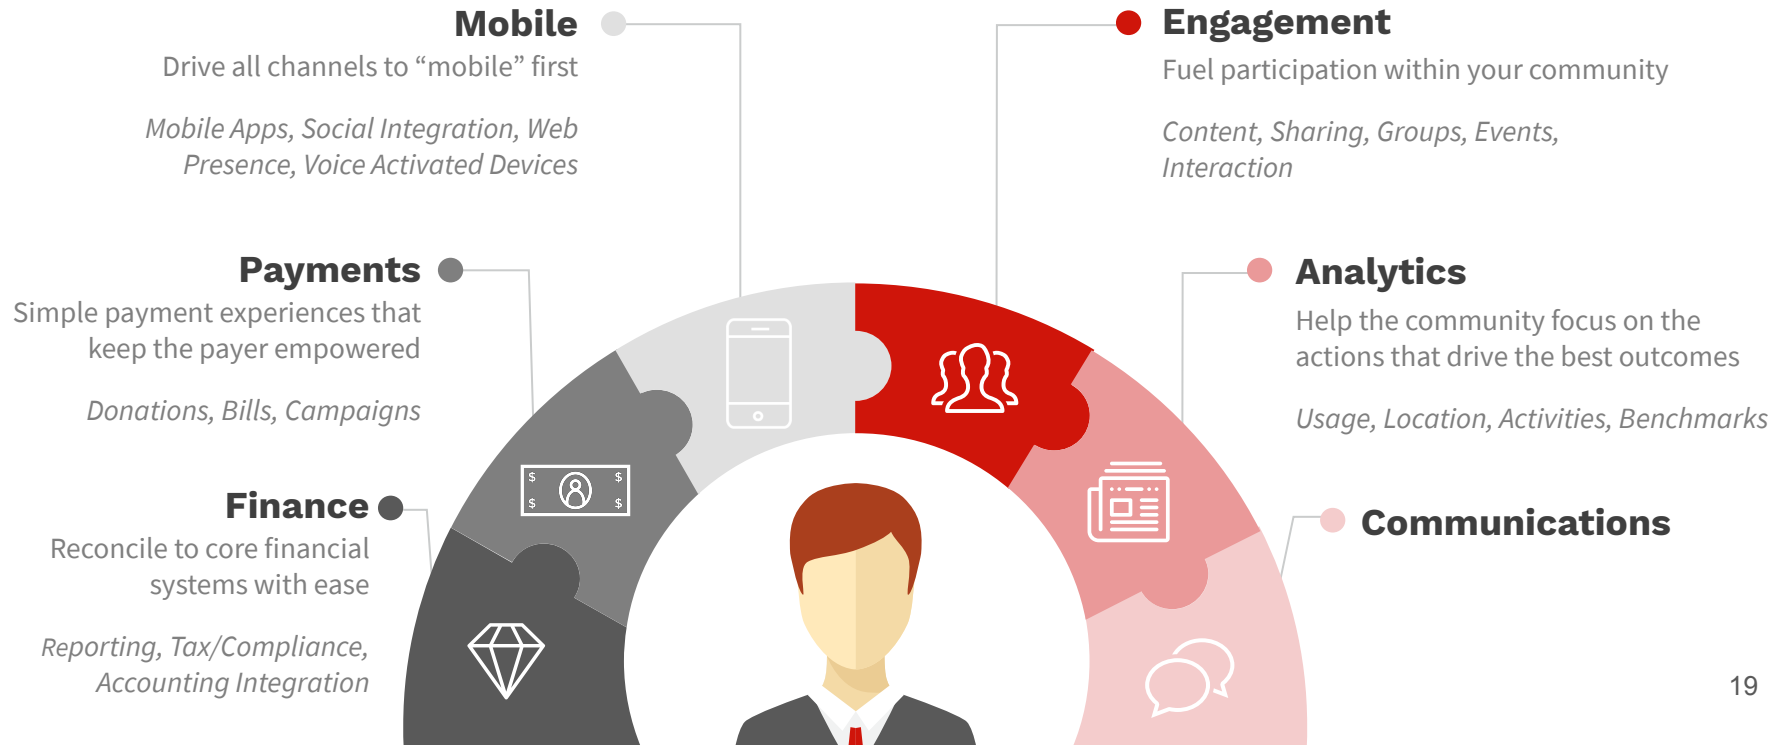 Mobile
Drive all channels to “mobile” first
Mobile Apps, Social Integration, Web
Presence, Voice Activated Devices
Engagement
Fuel participation within your community
Content, Sharing, Groups, Events,
Interaction
Payments
Simple payment experiences that
keep the payer empowered
Donations, Bills, Campaigns
Analytics
Help the community focus on the
actions that drive the best outcomes
Usage, Location, Activities, Benchmarks
Finance
Reconcile to core financial
systems with ease
Reporting, Tax/Compliance,
Accounting Integration
Communications
$ $
$ $
19